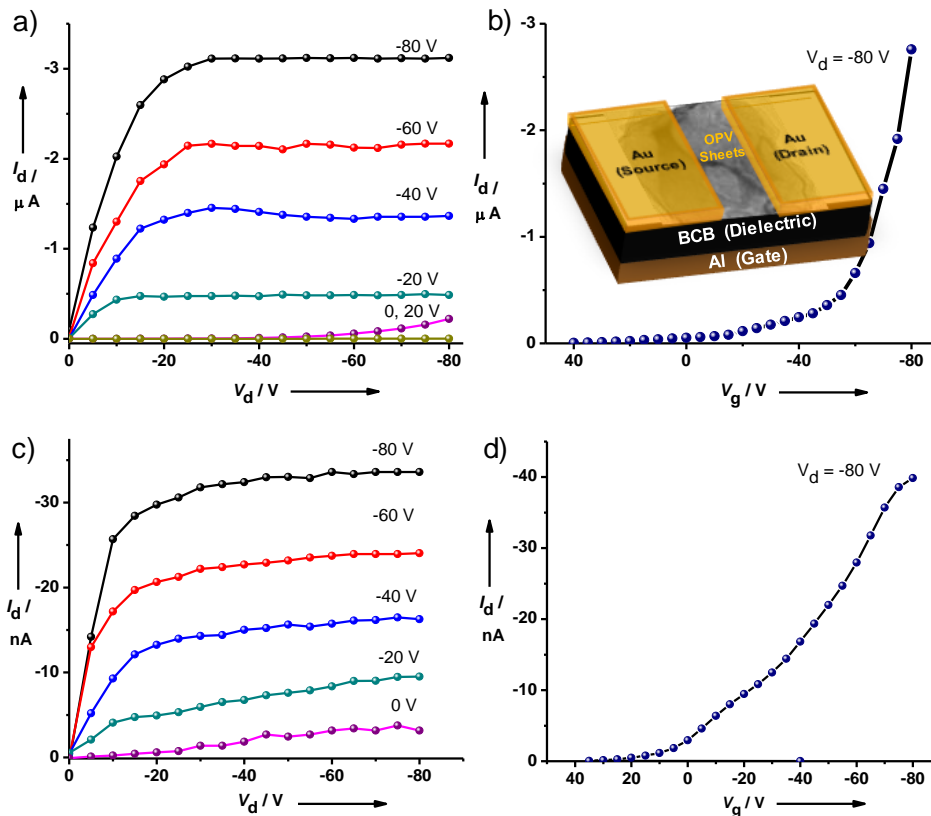 a)
-80 V
-60 V
-40 V
-20 V
0, 20 V
-3
-2
-1
0
I_d /
μ A
0 -20 -40 -60 -80
V_d / V
b)
V_d = -80 V
-3
-2
-1
0
I_d /
μ A
Au
(Source)
OPV
Sheets
Au
(Drain)
BCB (Dielectric)
Al (Gate)
40 0 -40 -80
V_g / V
c)
-80 V
-60 V
-40 V
-20 V
0 V
-30
-20
-10
0
I_d /
nA
0 -20 -40 -60 -80
V_d / V
d)
V_d = -80 V
-40
-30
-20
-10
0
I_d /
nA
40 20 0 -20 -40 -60 -80
V_g / V